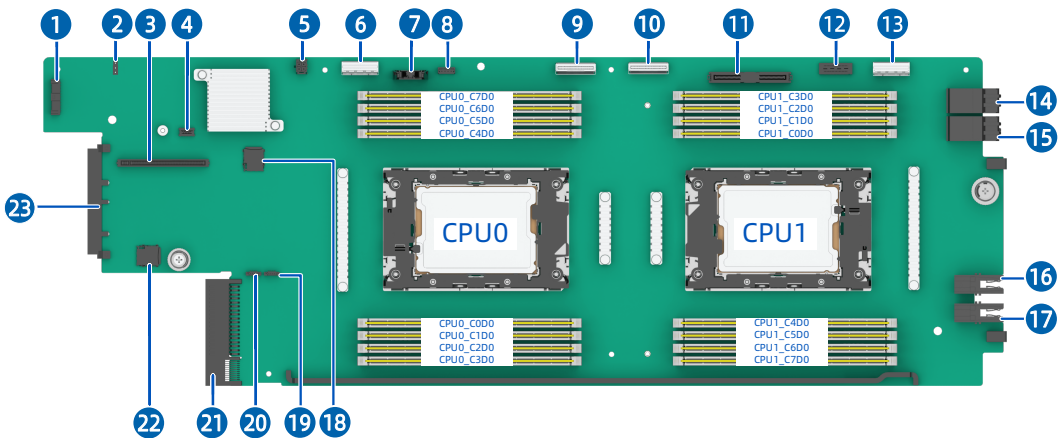 1 2 3 4 5 6 7 8 9 10 11 12 13
CPU0_C7D0
CPU0_C6D0
CPU0_C5D0
CPU0_C4D0
CPU1_C3D0
CPU1_C2D0
CPU1_C1D0
CPU1_C0D0
14
15
23
CPU0
CPU1
16
17
CPU0_C0D0
CPU0_C1D0
CPU0_C2D0
CPU0_C3D0
CPU1_C4D0
CPU1_C5D0
CPU1_C6D0
CPU1_C7D0
22 21 20 19 18